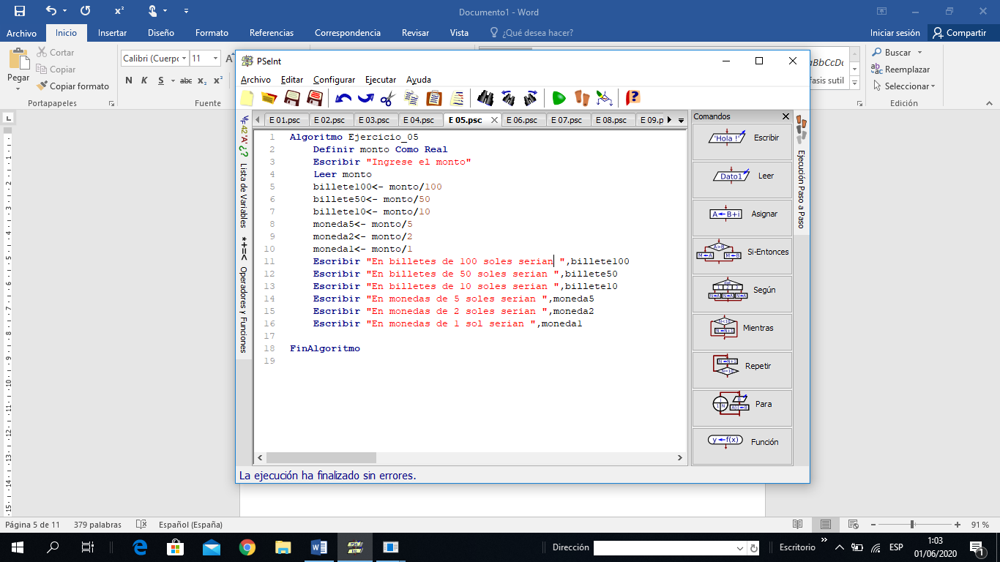 Documento1 - Word
Archivo Inicio Insertar Diseño Formato Referencias Correspondencia Revisar Vista ¿Qué desea hacer? Iniciar sesión Compartir
Pegar
Cortar
Copiar
Copiar formato
Portapapeles
Calibri (Cuerpo 11
N K S abc x₂ x²
Fuente
aBbCcDc
fasis sutil
Buscar
Reemplazar
Seleccionar
Edición
PSeInt
Archivo Editar Configurar Ejecutar Ayuda
E 01.psc E 02.psc E 03.psc E 04.psc E 05.psc E 06.psc E 07.psc E 08.psc E 09.p
Lista de Variables
*+=< Operadores y Funciones
1 Algoritmo Ejercicio_05
2 Definir monto Como Real
3 Escribir "Ingrese el monto"
4 Leer monto
5 billete100<- monto/100
6 billete50<- monto/50
7 billete10<- monto/10
8 moneda5<- monto/5
9 moneda2<- monto/2
10 moneda1<- monto/1
11 Escribir "En billetes de 100 soles serian ",billete100
12 Escribir "En billetes de 50 soles serian ",billete50
13 Escribir "En billetes de 10 soles serian ",billete10
14 Escribir "En monedas de 5 soles serian ",moneda5
15 Escribir "En monedas de 2 soles serian ",moneda2
16 Escribir "En monedas de 1 sol serian ",moneda1
17
18 FinAlgoritmo
19
Comandos
'Hola !' Escribir
Dato1 Leer
A←B+i Asignar
A>B Si-Entonces
Según
Mientras
Repetir
Para
y←f(x) Función
Ejecución Paso a Paso
La ejecución ha finalizado sin errores.
Página 5 de 11 379 palabras Español (España) 91 %
Dirección Escritorio ESP 1:03
01/06/2020